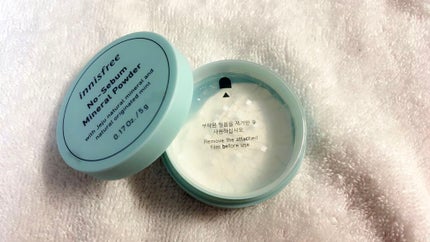 innisfree
No-Sebum
Mineral Powder
with Jeju natural mineral and
natural originated mint
0.17 Oz. / 5 g
부착된 필름을 제거한 후
사용하십시오.
Remove the attached
film before use.